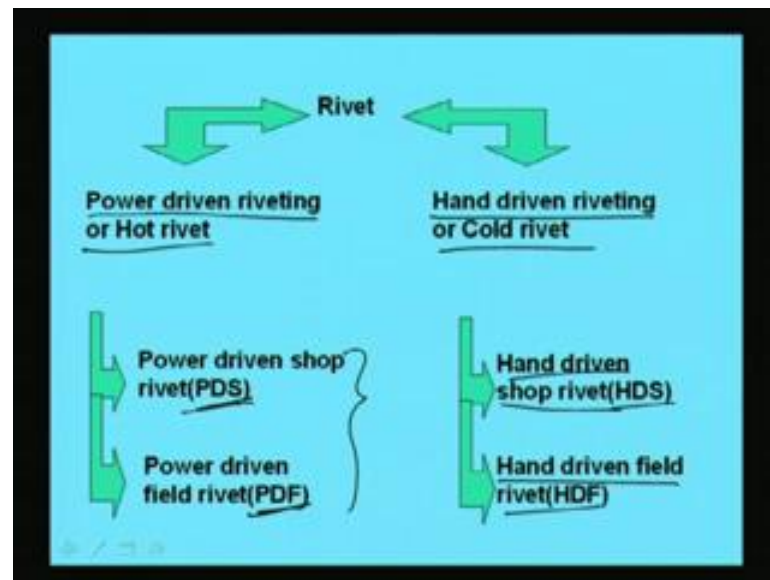 Rivet
Power driven riveting
or Hot rivet
Hand driven riveting
or Cold rivet
Power driven shop
rivet(PDS)
Power driven
field rivet(PDF)
Hand driven
shop rivet(HDS)
Hand driven field
rivet(HDF)